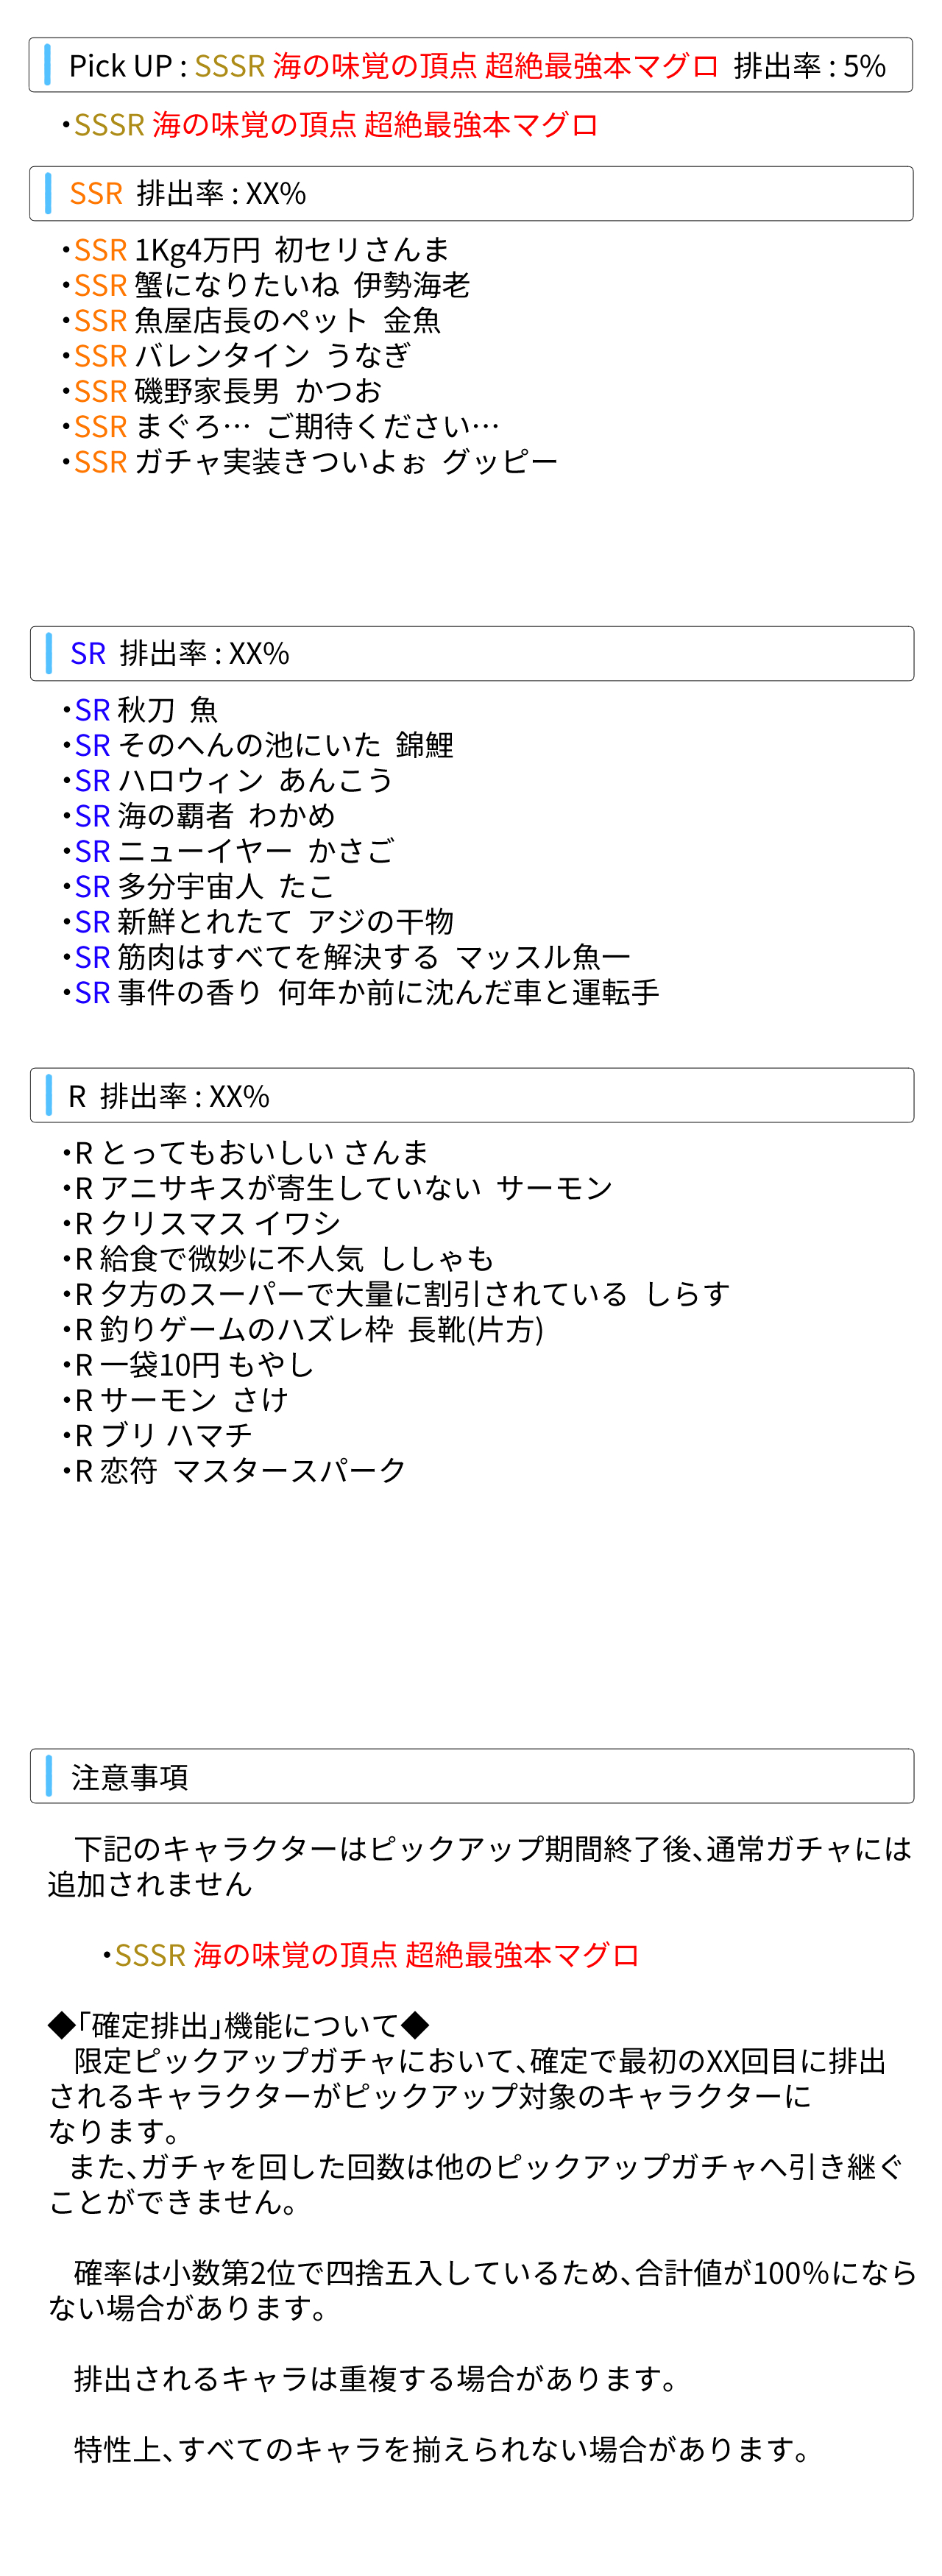 Pick UP : SSSR 海の味覚の頂点 超絶最強本マグロ 排出率 : 5%
・SSSR 海の味覚の頂点 超絶最強本マグロ
SSR 排出率 : XX%
・SSR 1Kg4万円 初セリさんま
・SSR 蟹になりたいね 伊勢海老
・SSR 魚屋店長のペット 金魚
・SSR バレンタイン うなぎ
・SSR 磯野家長男 かつお
・SSR まぐろ… ご期待ください…
・SSR ガチャ実装きついよぉ グッピー
SR 排出率 : XX%
・SR 秋刀 魚
・SR そのへんの池にいた 錦鯉
・SR ハロウィン あんこう
・SR 海の覇者 わかめ
・SR ニューイヤー かさご
・SR 多分宇宙人 たこ
・SR 新鮮とれたて アジの干物
・SR 筋肉はすべてを解決する マッスル魚一
・SR 事件の香り 何年か前に沈んだ車と運転手
R 排出率 : XX%
・R とってもおいしい さんま
・R アニサキスが寄生していない サーモン
・R クリスマス イワシ
・R 給食で微妙に不人気 ししゃも
・R 夕方のスーパーで大量に割引されている しらす
・R 釣りゲームのハズレ枠 長靴(片方)
・R 一袋10円 もやし
・R サーモン さけ
・R ブリ ハマチ
・R 恋符 マスタースパーク
注意事項
下記のキャラクターはピックアップ期間終了後、通常ガチャには
追加されません
・SSSR 海の味覚の頂点 超絶最強本マグロ
◆「確定排出」機能について◆
限定ピックアップガチャにおいて、確定で最初のXX回目に排出
されるキャラクターがピックアップ対象のキャラクターに
なります。
また、ガチャを回した回数は他のピックアップガチャへ引き継ぐ
ことができません。
確率は小数第2位で四捨五入しているため、合計値が100%になら
ない場合があります。
排出されるキャラは重複する場合があります。
特性上、すべてのキャラを揃えられない場合があります。